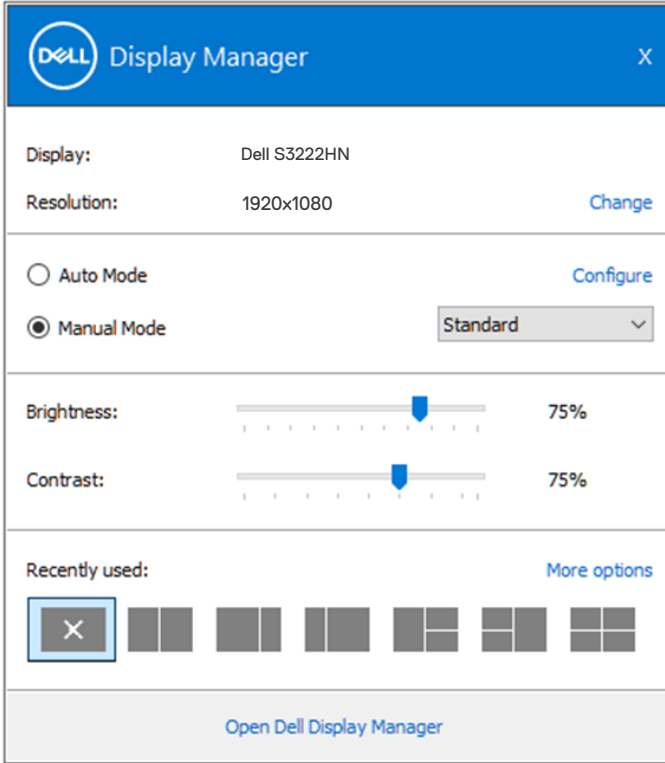 DELL Display Manager X
Display: Dell S3222HN
Resolution: 1920x1080 Change
Auto Mode Configure
Manual Mode Standard
Brightness: 75%
Contrast: 75%
Recently used: More options
Open Dell Display Manager